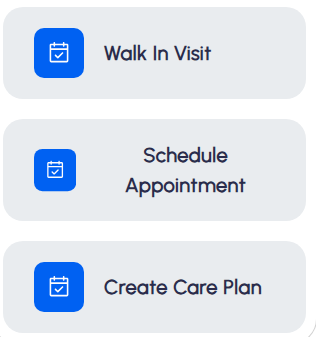 Walk In Visit
Schedule
Appointment
Create Care Plan